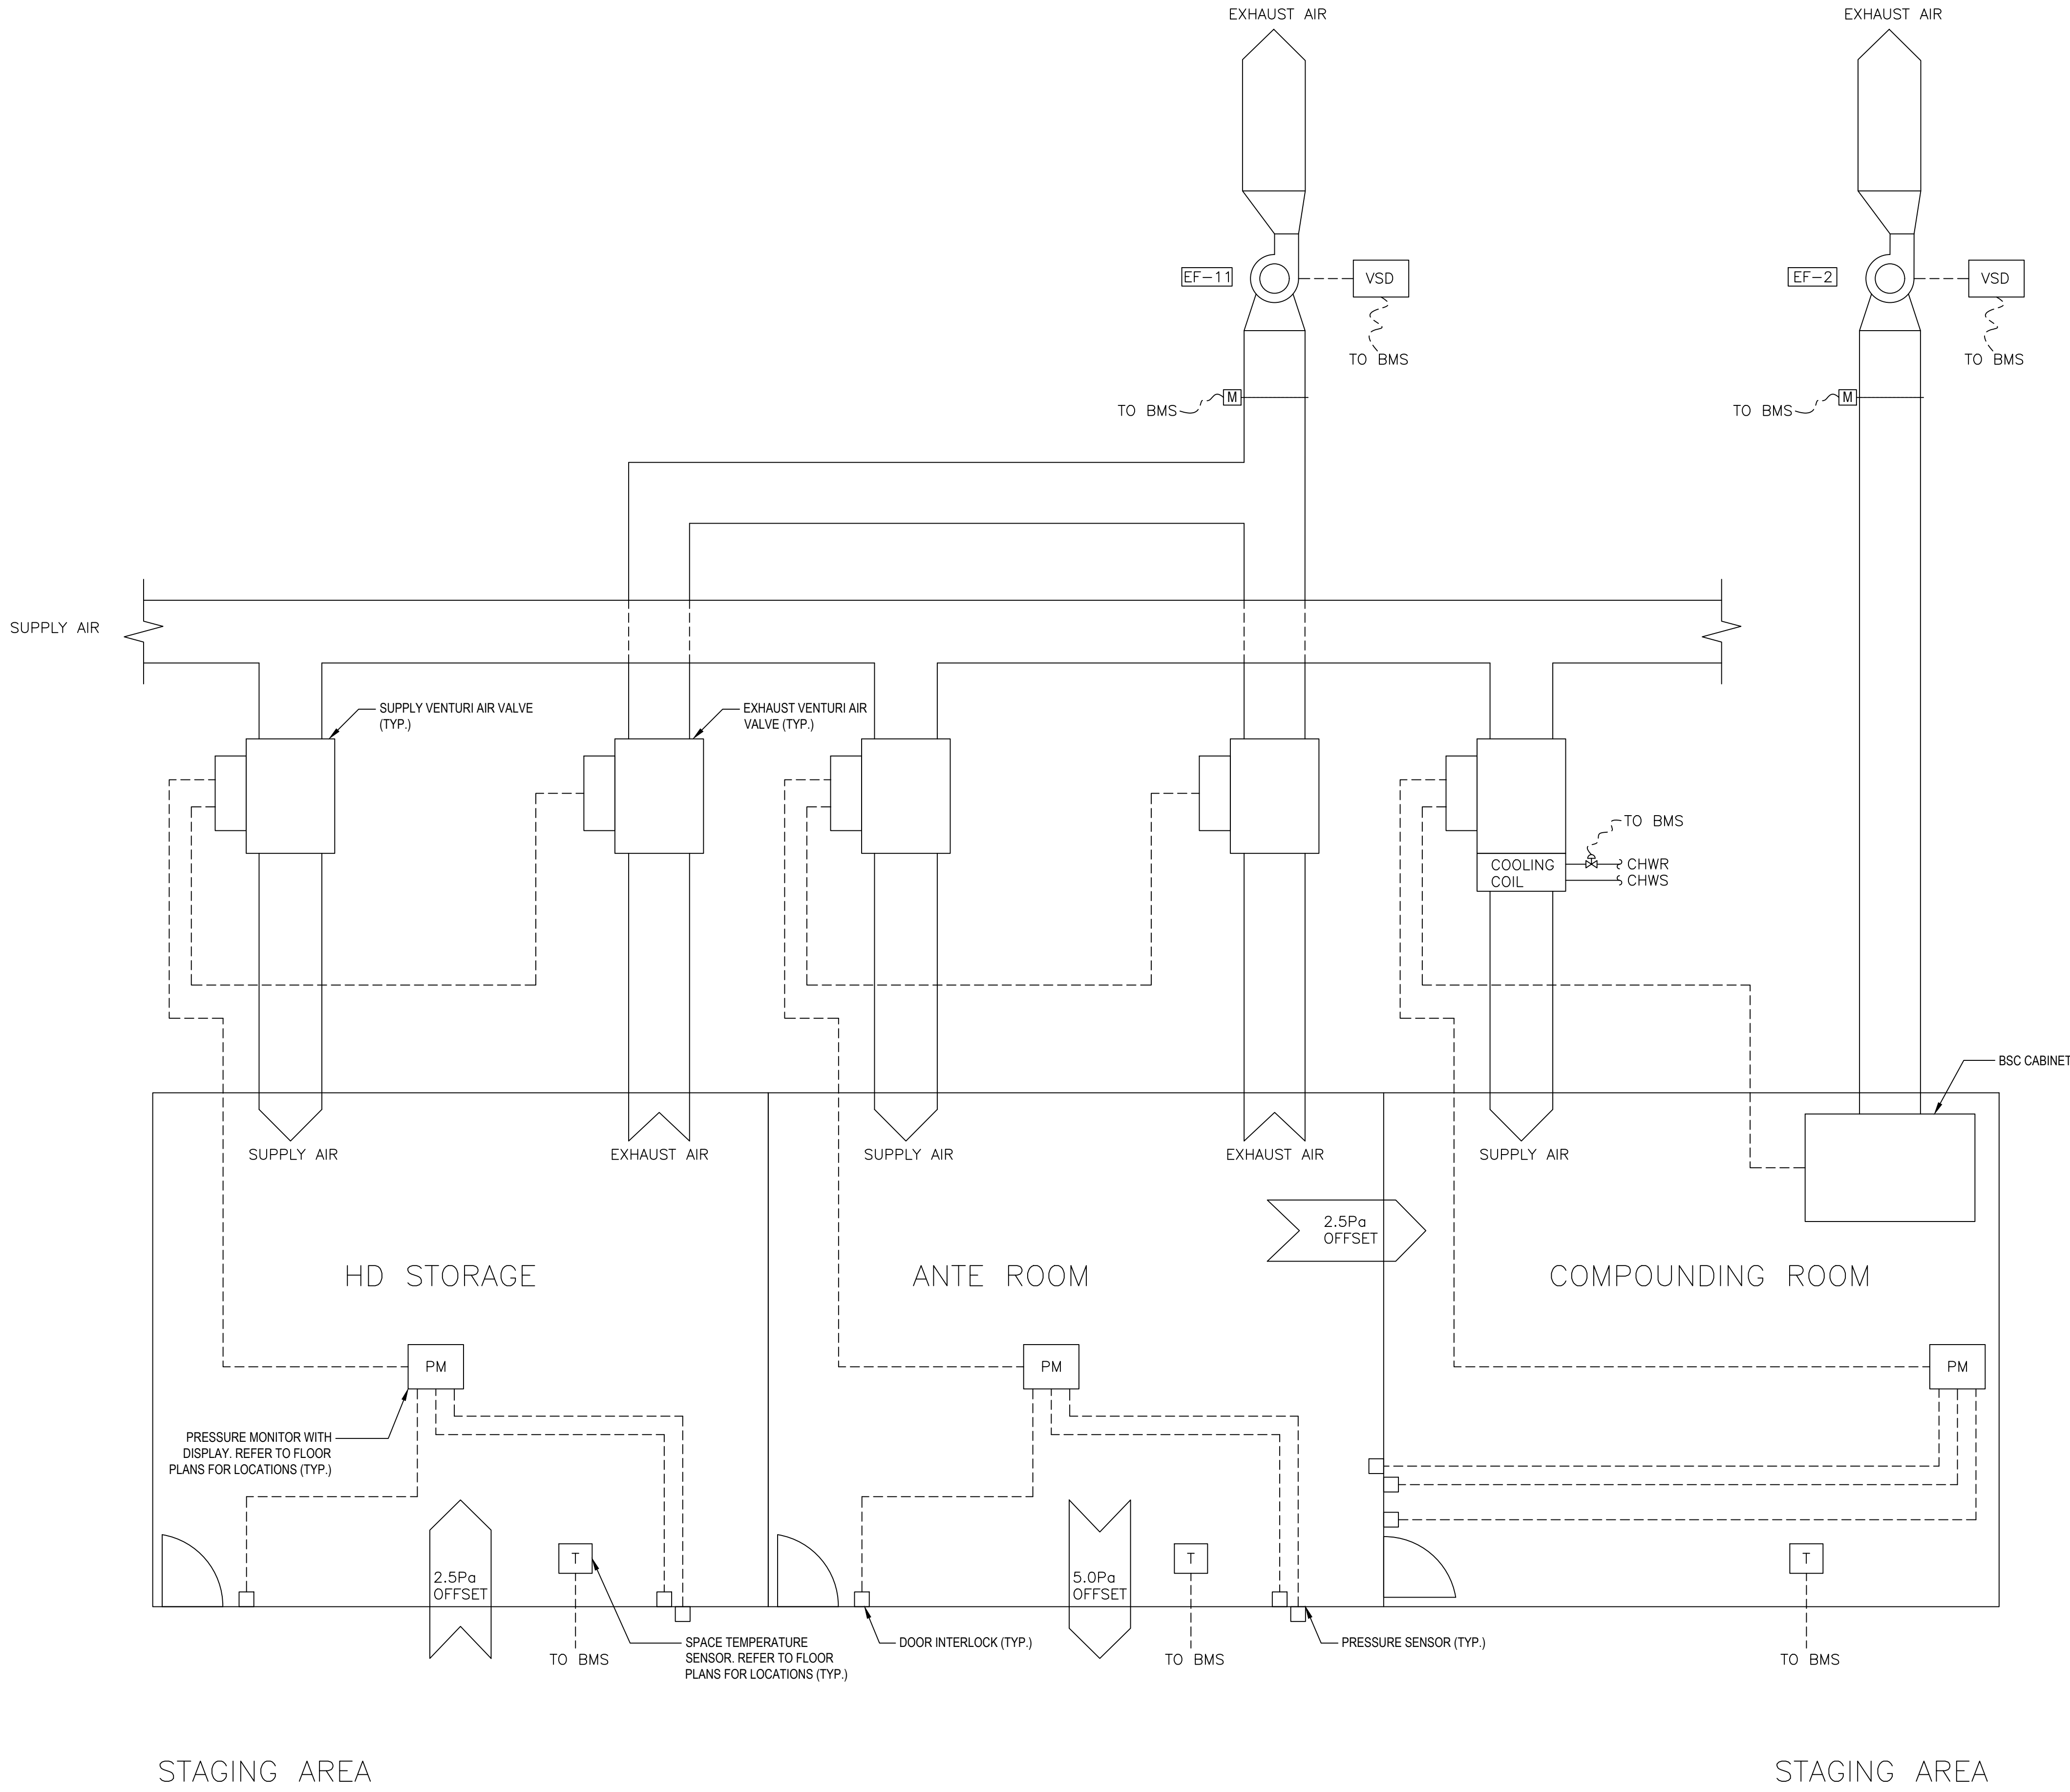 EXHAUST AIR
EXHAUST AIR
EF-11
VSD
EF-2
VSD
TO BMS
TO BMS
M
TO BMS
M
TO BMS
SUPPLY AIR
SUPPLY VENTURI AIR VALVE
(TYP.)
EXHAUST VENTURI AIR
VALVE (TYP.)
TO BMS
COOLING
COIL
CHWR
CHWS
BSC CABINET
SUPPLY AIR
EXHAUST AIR
SUPPLY AIR
EXHAUST AIR
SUPPLY AIR
2.5Pa
OFFSET
HD STORAGE
ANTE ROOM
COMPOUNDING ROOM
PM
PM
PM
PRESSURE MONITOR WITH
DISPLAY. REFER TO FLOOR
PLANS FOR LOCATIONS (TYP.)
T
T
T
2.5Pa
OFFSET
5.0Pa
OFFSET
TO BMS
SPACE TEMPERATURE
SENSOR. REFER TO FLOOR
PLANS FOR LOCATIONS (TYP.)
DOOR INTERLOCK (TYP.)
TO BMS
PRESSURE SENSOR (TYP.)
TO BMS
STAGING AREA
STAGING AREA